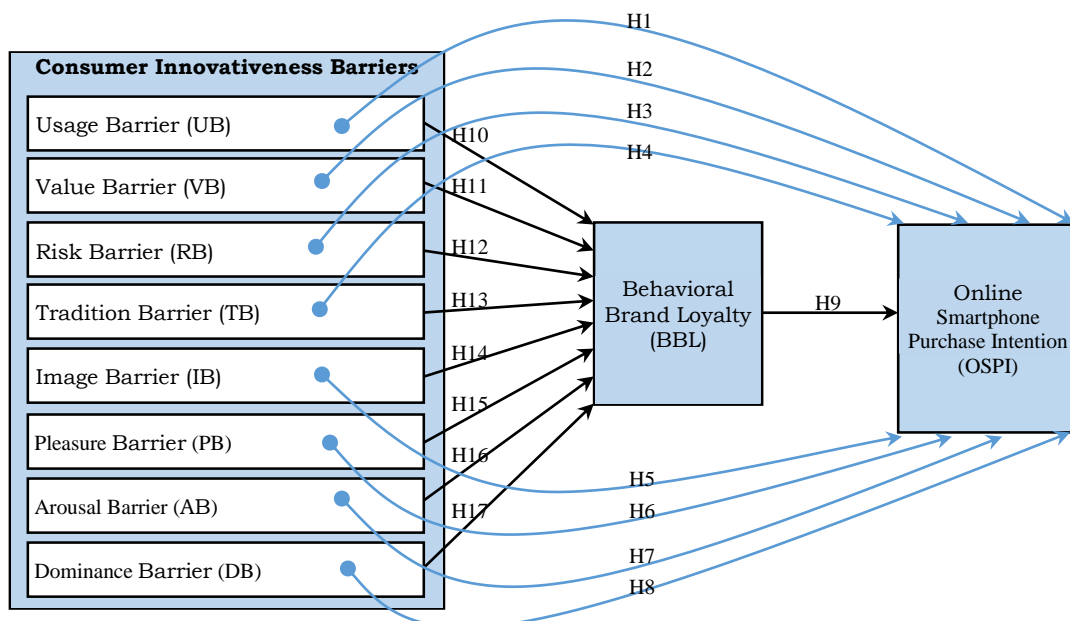 H1
H2
H3
H4
Consumer Innovativeness Barriers
Usage Barrier (UB)
Value Barrier (VB)
Risk Barrier (RB)
Tradition Barrier (TB)
Image Barrier (IB)
Pleasure Barrier (PB)
Arousal Barrier (AB)
Dominance Barrier (DB)
H10
H11
H12
H13
H14
H15
H16
H17
Behavioral
Brand Loyalty
(BBL)
H9
Online
Smartphone
Purchase Intention
(OSPI)
H5
H6
H7
H8